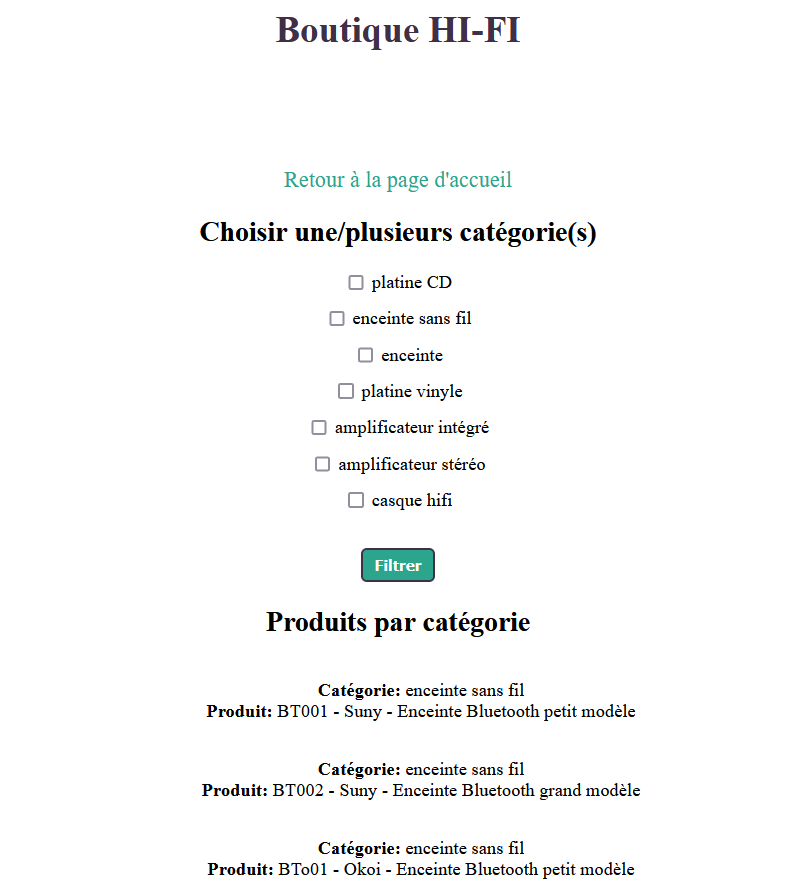 Boutique HI-FI
Retour à la page d'accueil
Choisir une/plusieurs catégorie(s)
platine CD
enceinte sans fil
enceinte
platine vinyle
amplificateur intégré
amplificateur stéréo
casque hifi
Filtrer
Produits par catégorie
Catégorie: enceinte sans fil
Produit: BT001 - Suny - Enceinte Bluetooth petit modèle
Catégorie: enceinte sans fil
Produit: BT002 - Suny - Enceinte Bluetooth grand modèle
Catégorie: enceinte sans fil
Produit: BTo01 - Okoi - Enceinte Bluetooth petit modèle